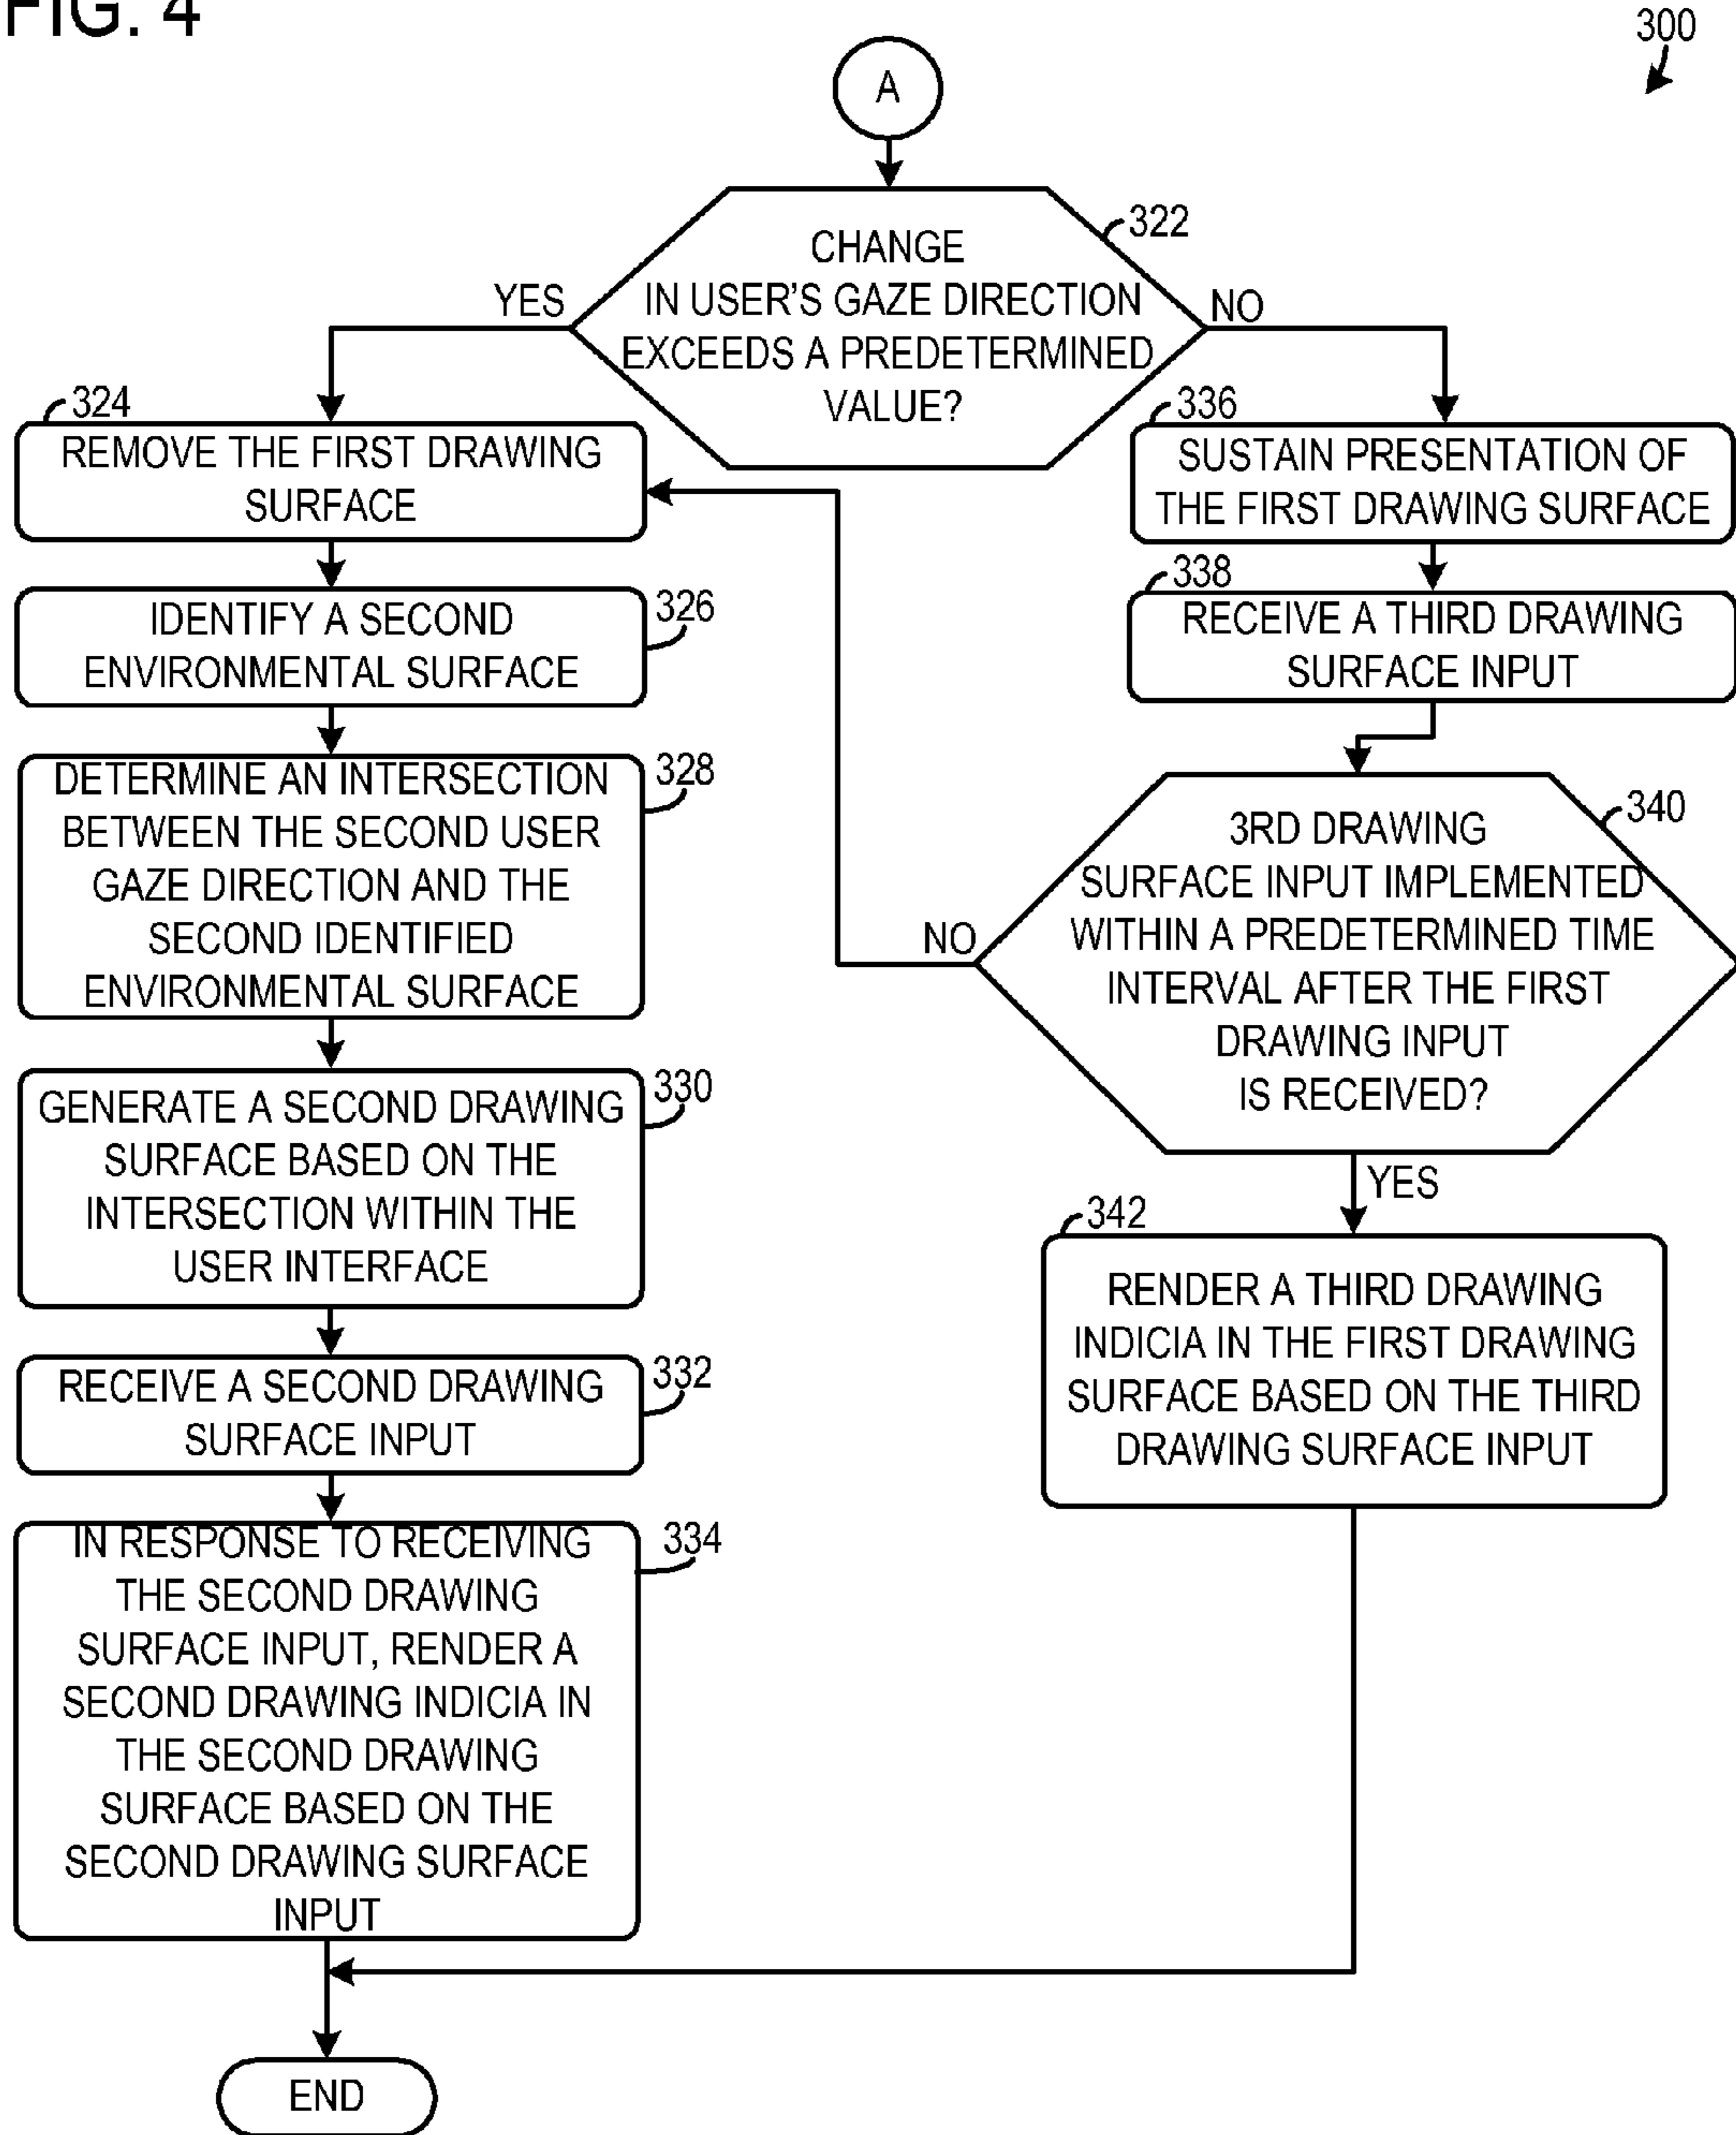 FIG. 4
300
A
322
CHANGE
IN USER'S GAZE DIRECTION
EXCEEDS A PREDETERMINED
VALUE?
YES
NO
324
REMOVE THE FIRST DRAWING
SURFACE
326
IDENTIFY A SECOND
ENVIRONMENTAL SURFACE
328
DETERMINE AN INTERSECTION
BETWEEN THE SECOND USER
GAZE DIRECTION AND THE
SECOND IDENTIFIED
ENVIRONMENTAL SURFACE
330
GENERATE A SECOND DRAWING
SURFACE BASED ON THE
INTERSECTION WITHIN THE
USER INTERFACE
332
RECEIVE A SECOND DRAWING
SURFACE INPUT
334
IN RESPONSE TO RECEIVING
THE SECOND DRAWING
SURFACE INPUT, RENDER A
SECOND DRAWING INDICIA IN
THE SECOND DRAWING
SURFACE BASED ON THE
SECOND DRAWING SURFACE
INPUT
336
SUSTAIN PRESENTATION OF
THE FIRST DRAWING SURFACE
338
RECEIVE A THIRD DRAWING
SURFACE INPUT
340
3RD DRAWING
SURFACE INPUT IMPLEMENTED
WITHIN A PREDETERMINED TIME
INTERVAL AFTER THE FIRST
DRAWING INPUT
IS RECEIVED?
NO
YES
342
RENDER A THIRD DRAWING
INDICIA IN THE FIRST DRAWING
SURFACE BASED ON THE THIRD
DRAWING SURFACE INPUT
END